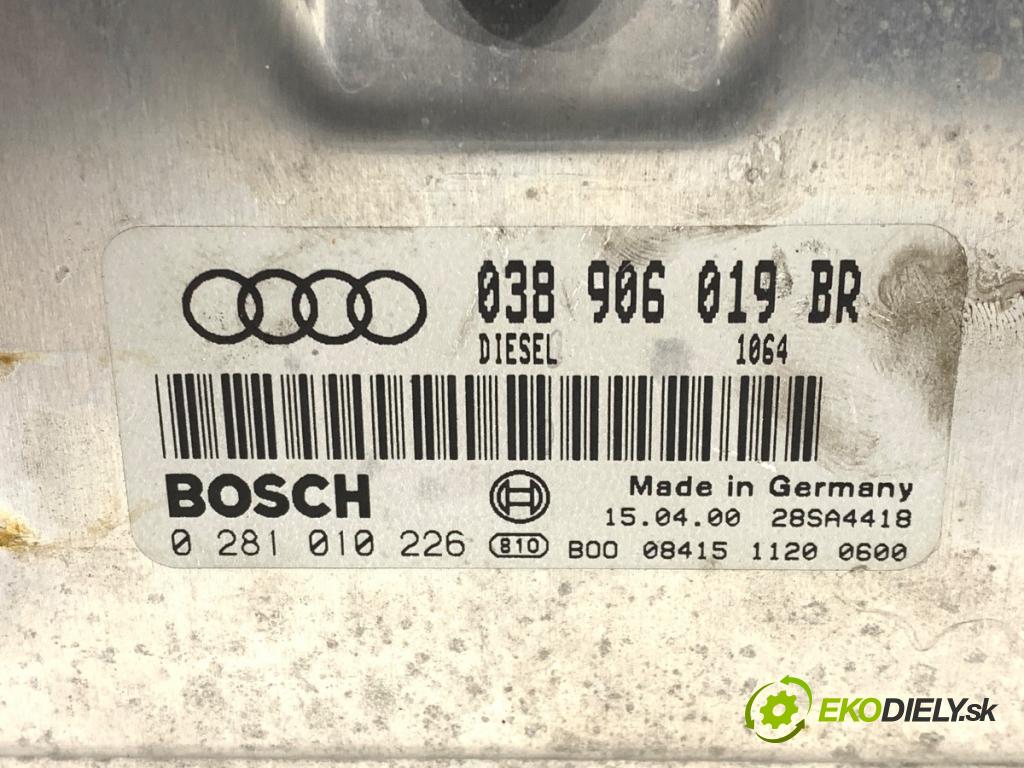 038 906 019 BR
DIESEL 1064
BOSCH
Made in Germany
15.04.00 28SA4418
0 281 010 226 810 B00 08415 1120 0600
EKODIELY.sk